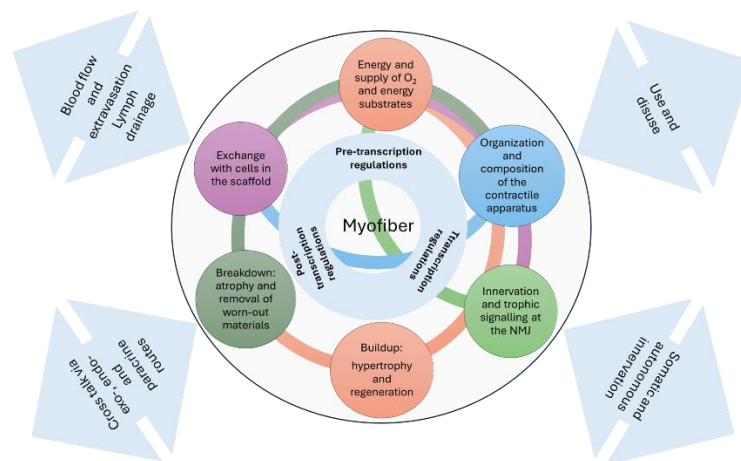 Blood flow
and
extravasation
Lymph
drainage
Energy and
supply of O₂
and energy
substrates
Use and
disuse
Exchange
with cells in
the scaffold
Pre-transcription
regulations
Organization
and
composition
of the
contractile
apparatus
Myofiber
Post-
transcription
regulations
Ttranscription
regulations
Breakdown:
atrophy and
removal of
worn-out
materials
Innervation and
trophic
signalling at
the NMJ
Buildup:
hypertrophy and
regeneration
Cross talk via
exo-, endo-
and
paracrine
routes
Somatic and
autonomous
innervation